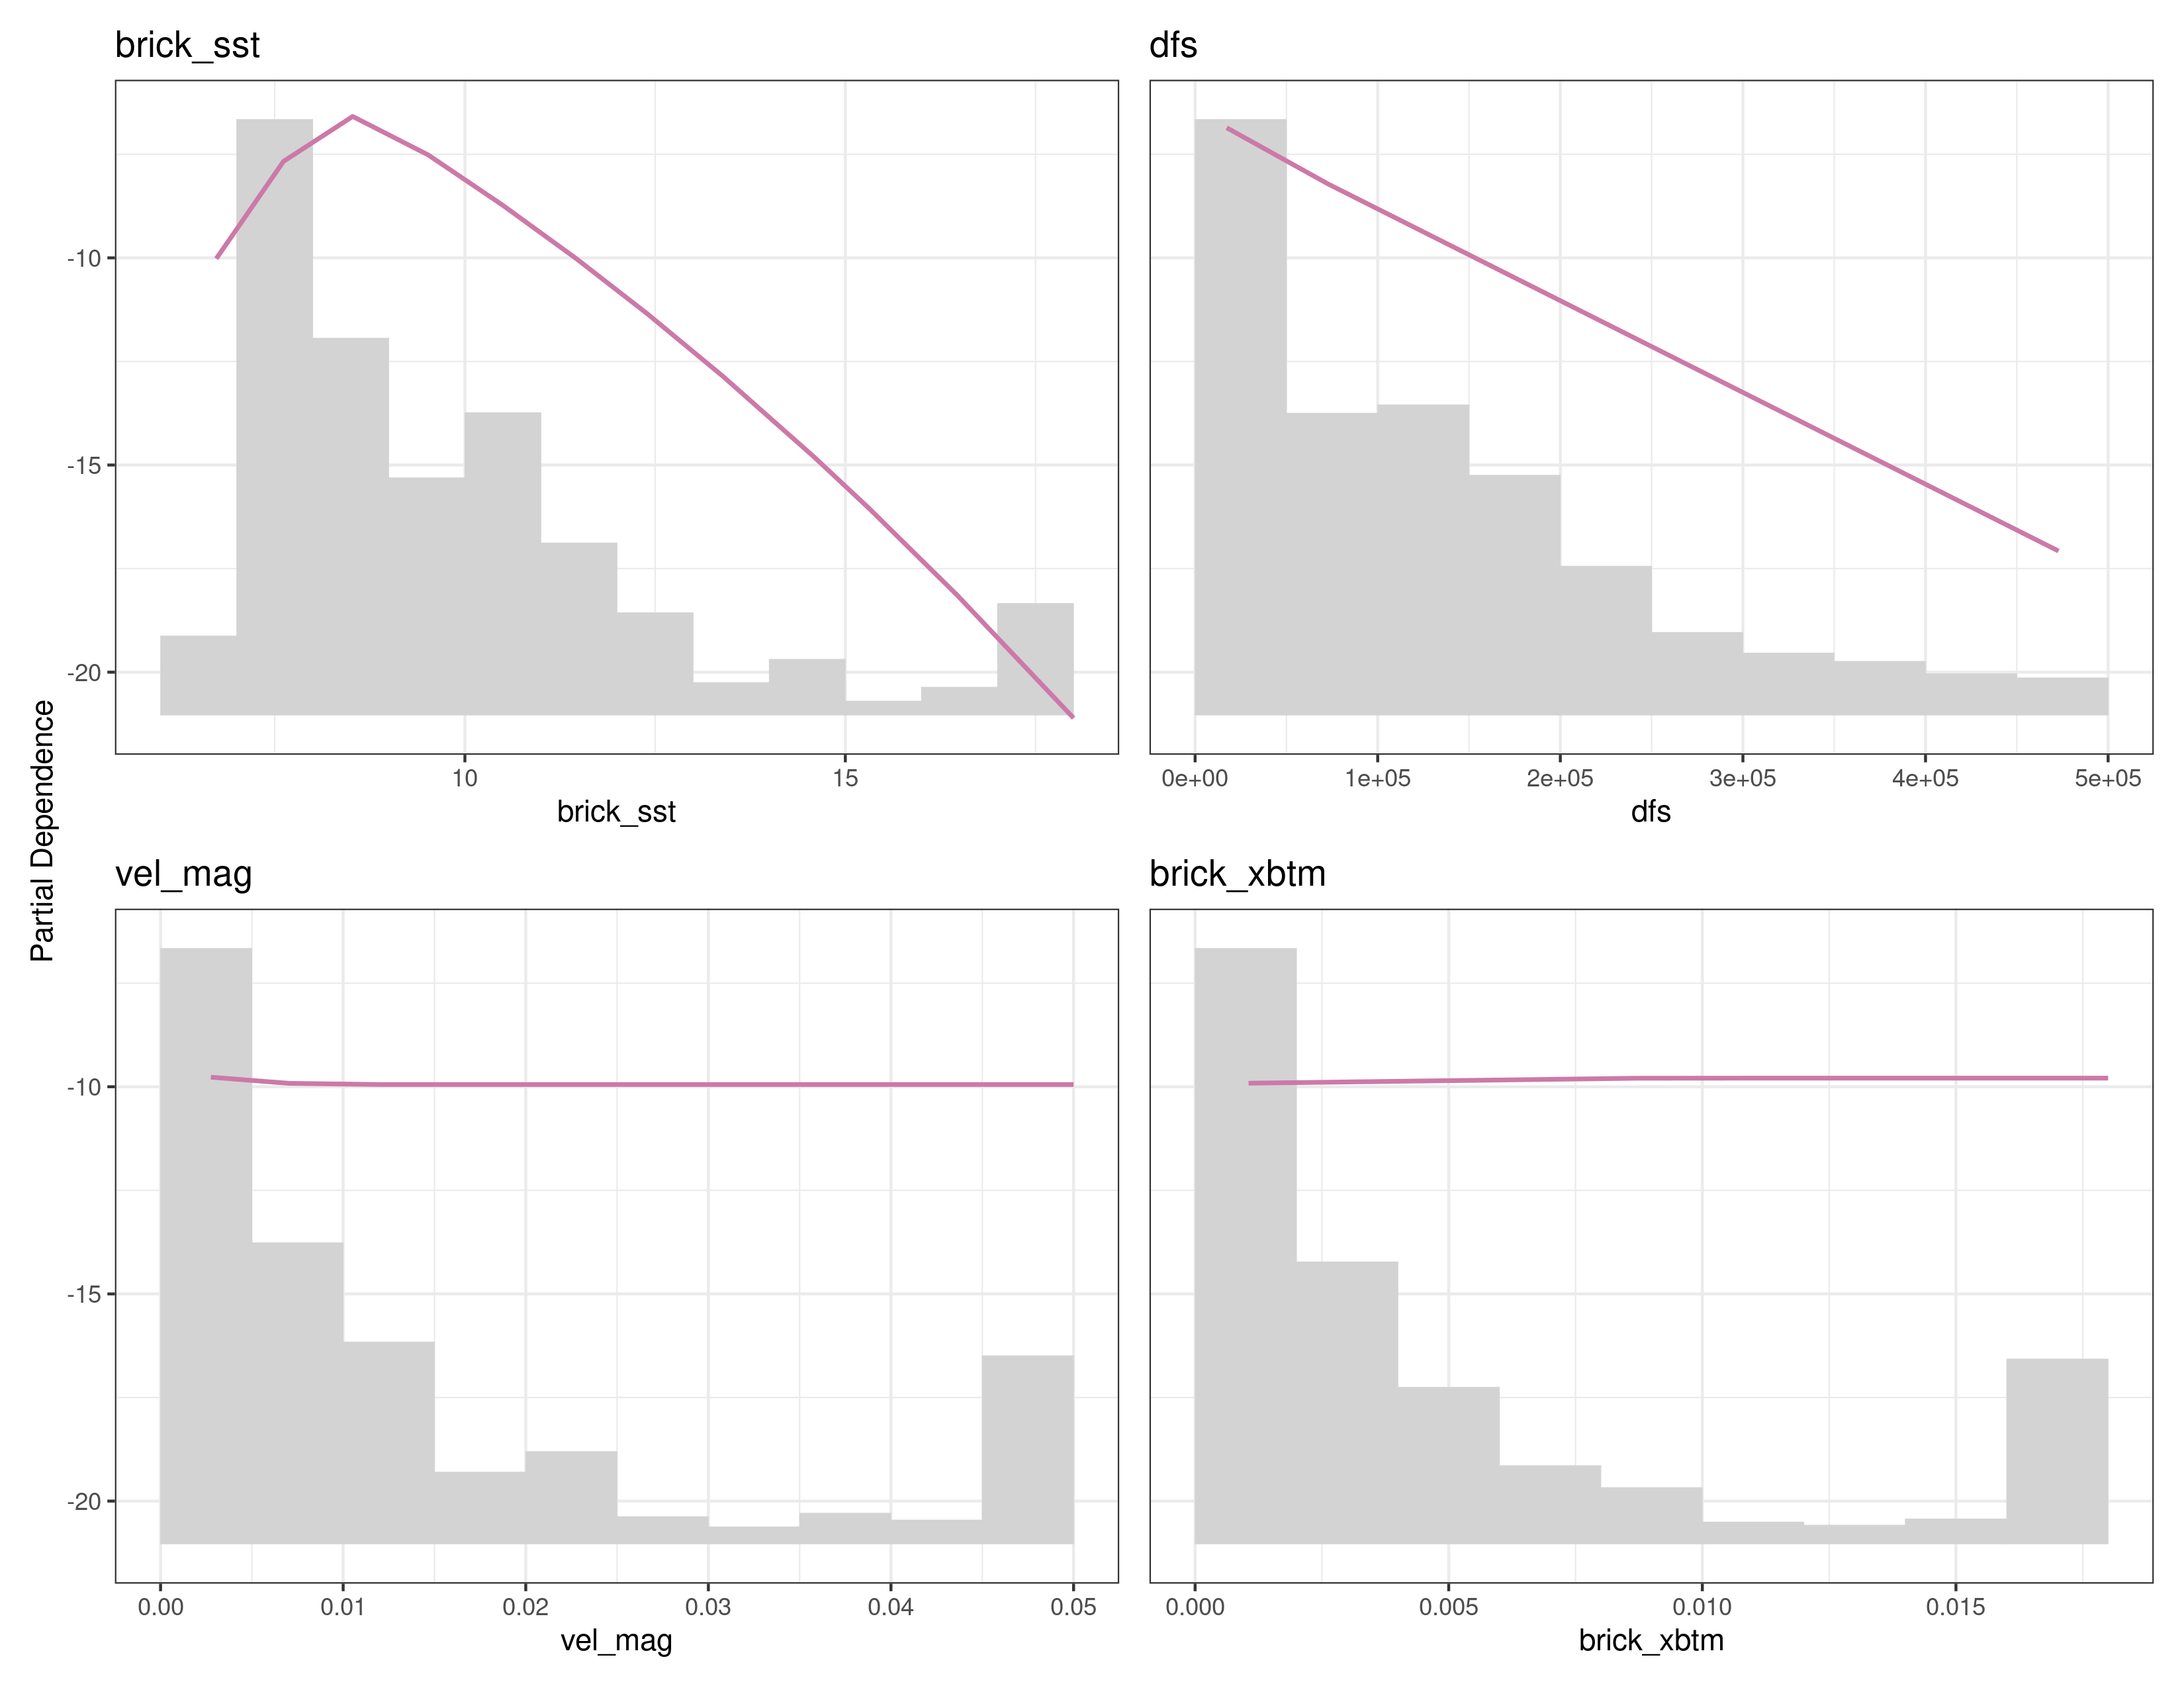 brick_sst
dfs
-10
-15
-20
10
15
brick_sst
0e+00
1e+05
2e+05
3e+05
4e+05
5e+05
dfs
Partial Dependence
vel_mag
brick_xbtm
-10
-15
-20
0.00
0.01
0.02
0.03
0.04
0.05
vel_mag
0.000
0.005
0.010
0.015
brick_xbtm